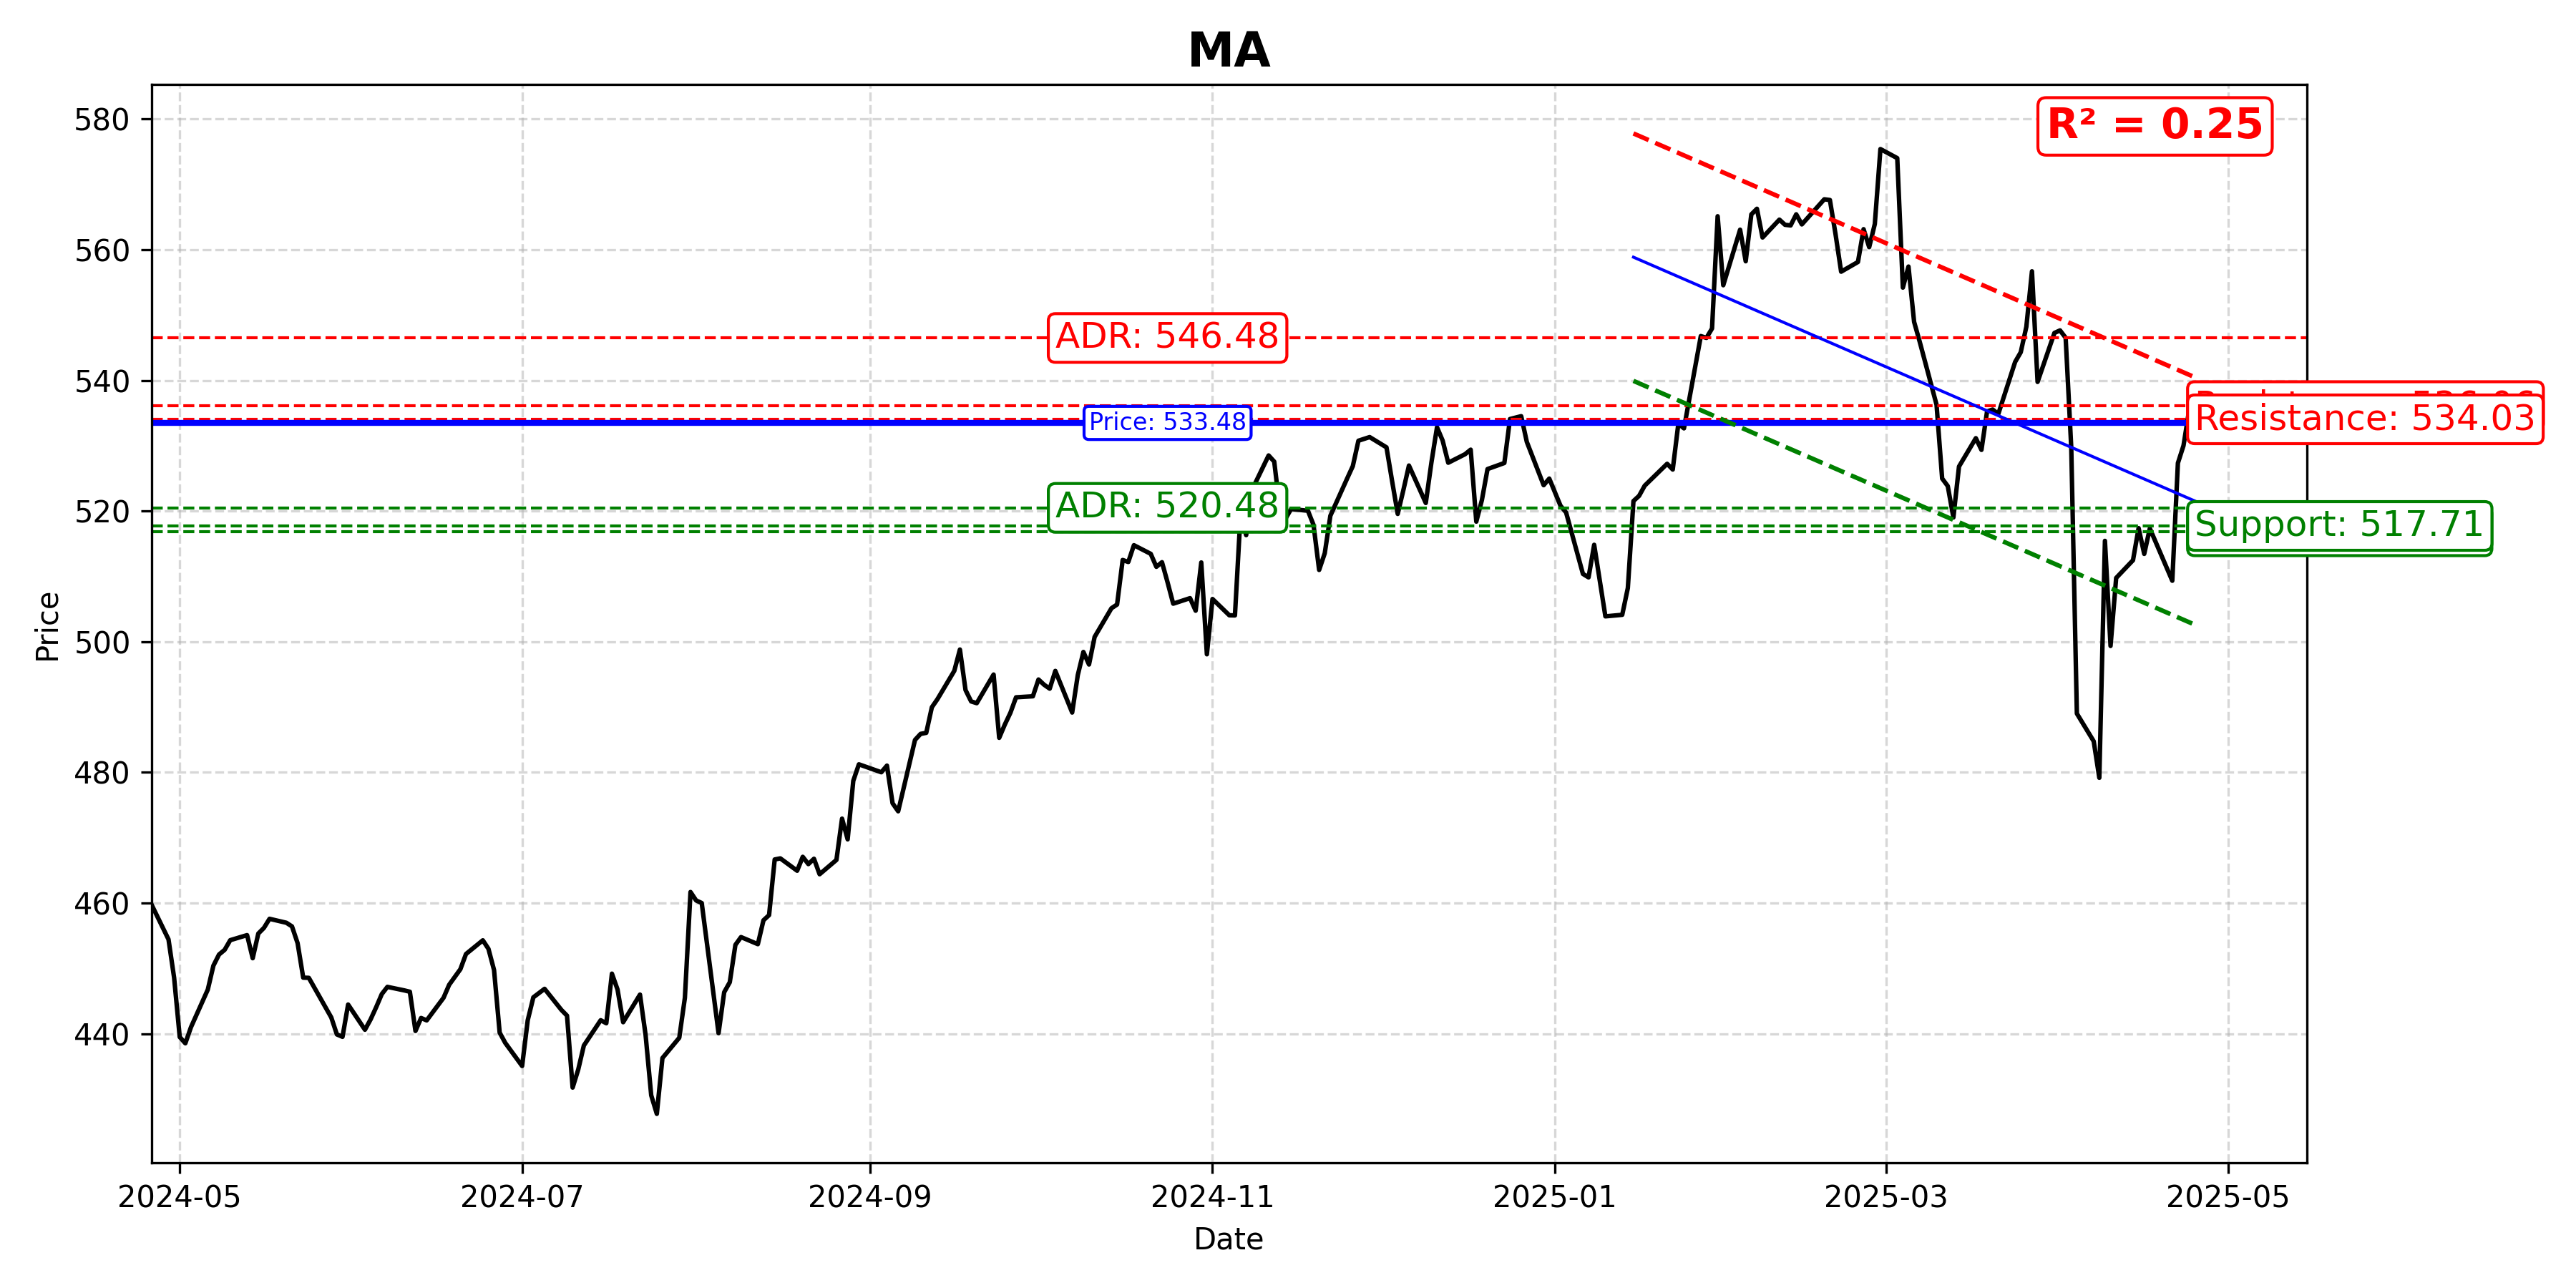 MA
R² = 0.25
580
560
540
520
500
480
460
440
Price
ADR: 546.48
Price: 533.48
ADR: 520.48
Resistance: 534.03
Support: 517.71
2024-05
2024-07
2024-09
2024-11
2025-01
2025-03
2025-05
Date